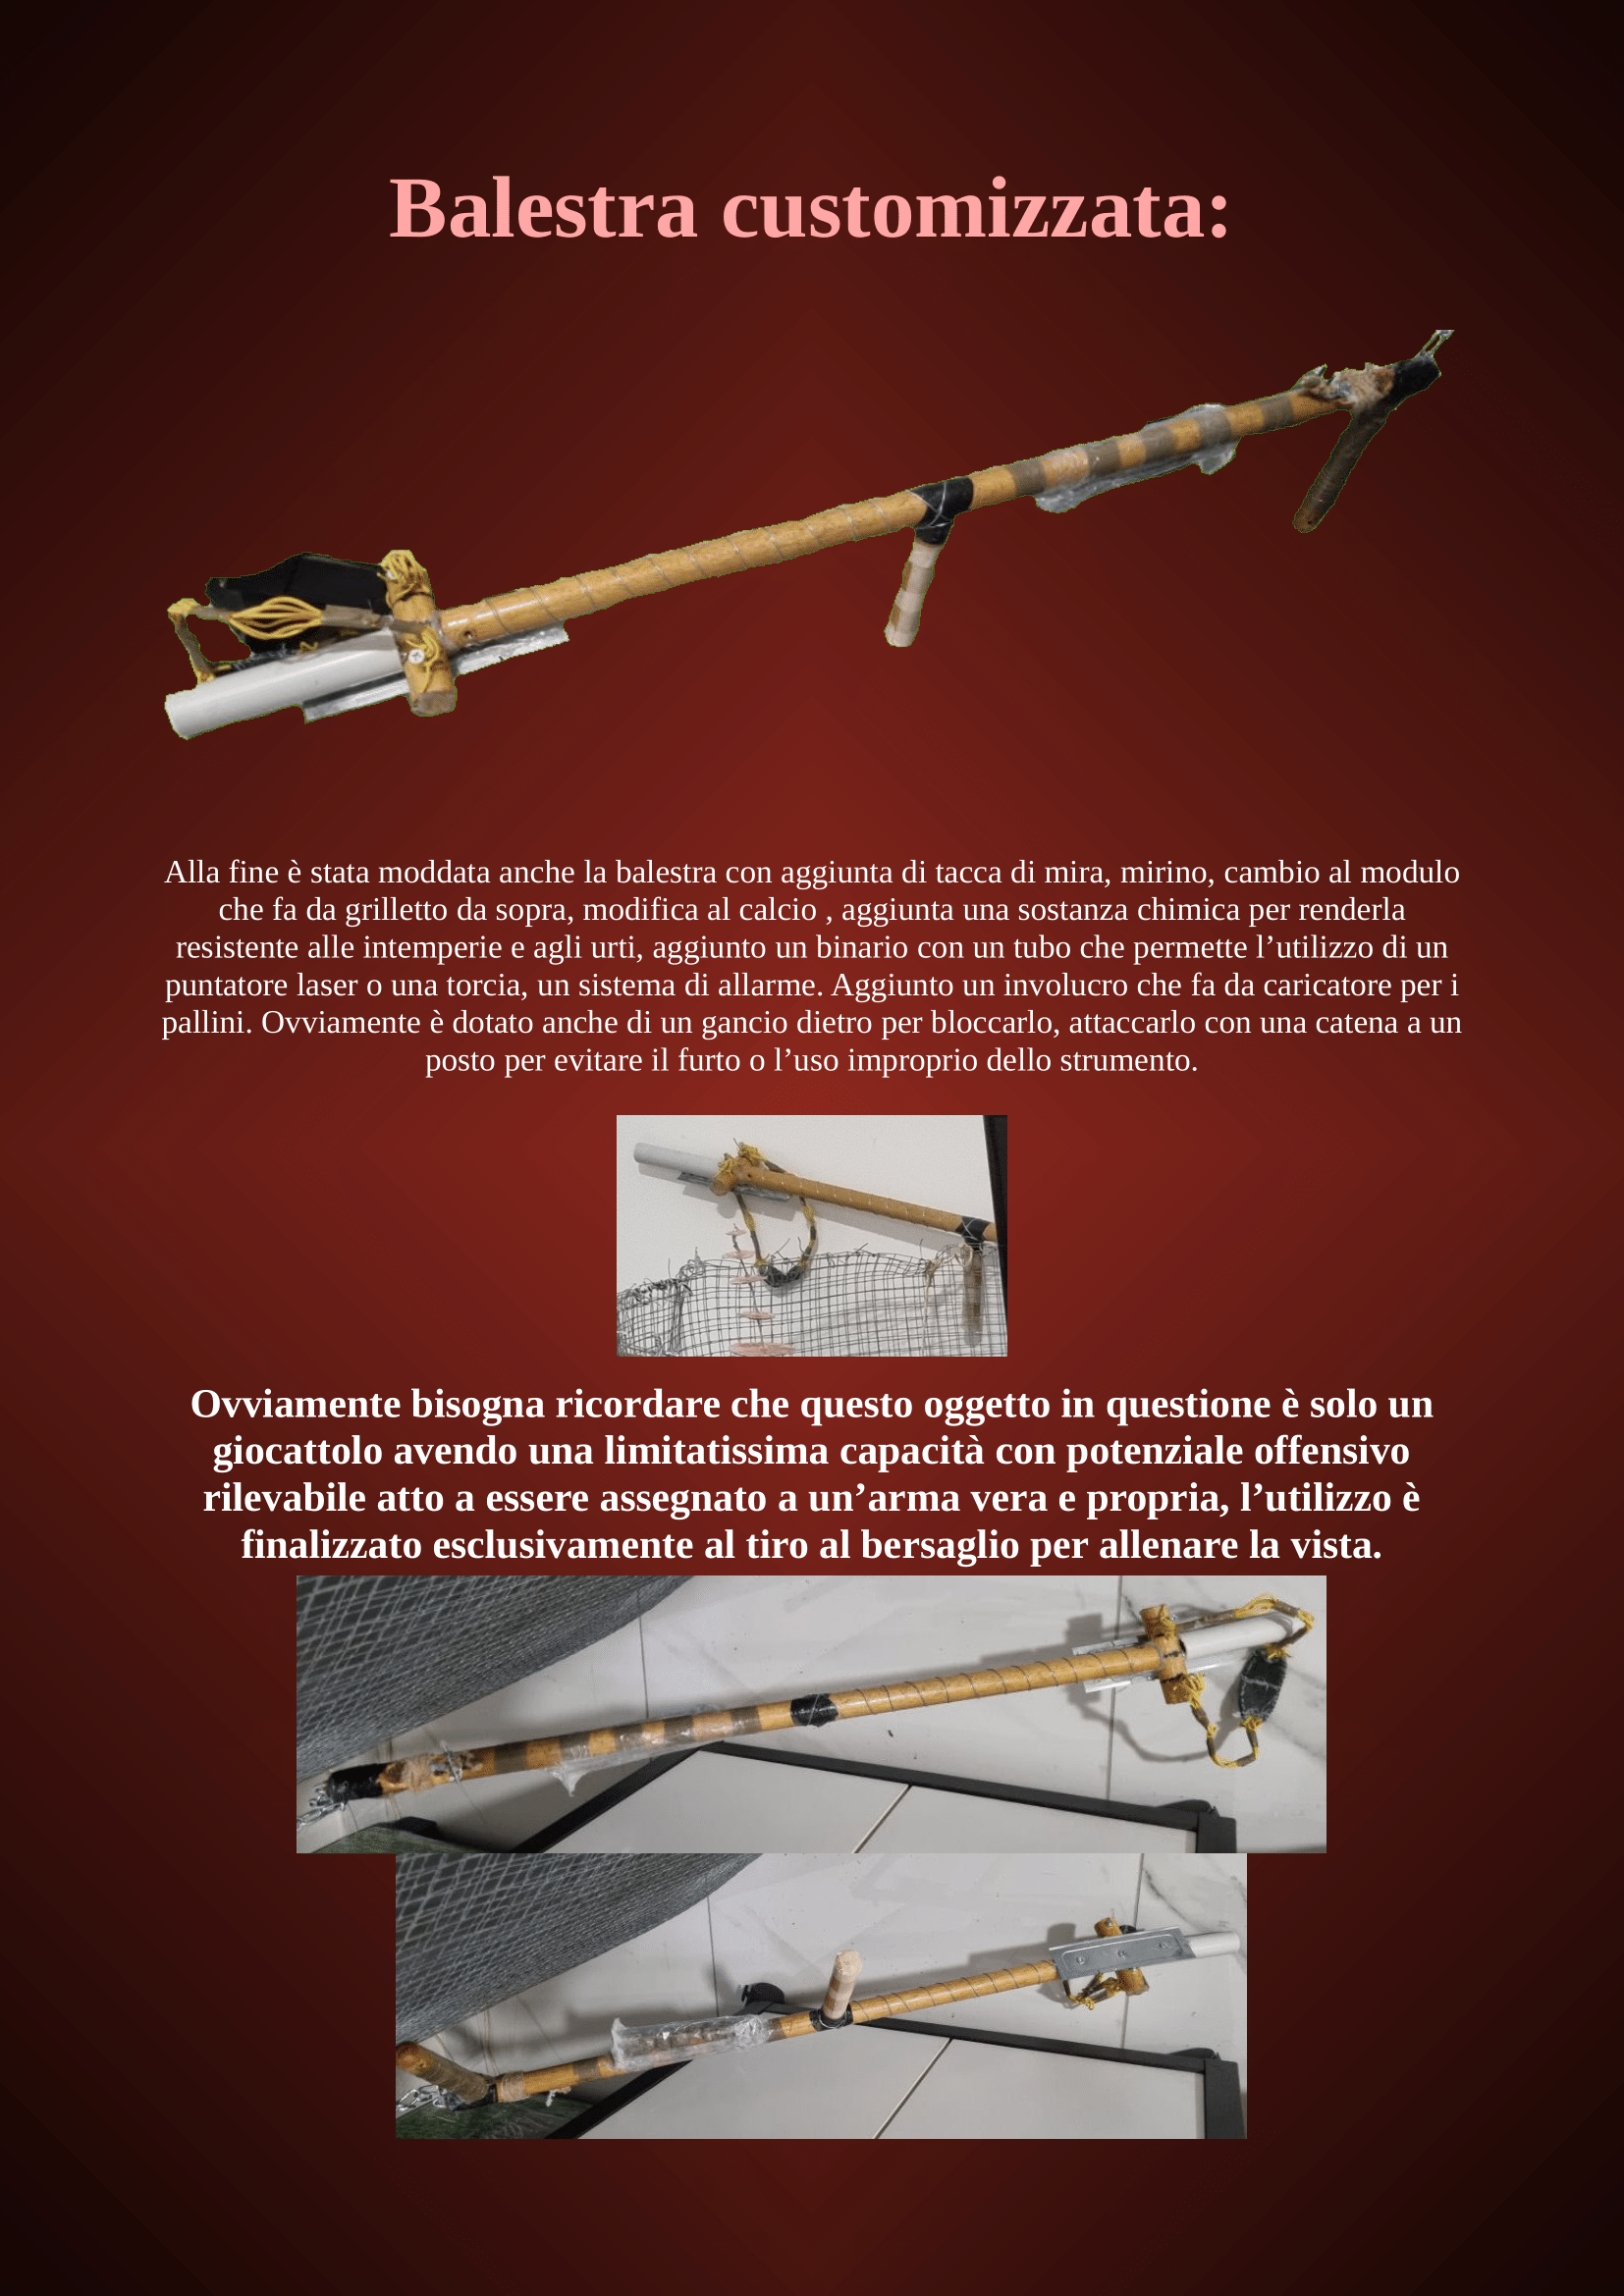 Balestra customizzata:
Alla fine è stata moddata anche la balestra con aggiunta di tacca di mira, mirino, cambio al modulo
che fa da grilletto da sopra, modifica al calcio , aggiunta una sostanza chimica per renderla
resistente alle intemperie e agli urti, aggiunto un binario con un tubo che permette l’utilizzo di un
puntatore laser o una torcia, un sistema di allarme. Aggiunto un involucro che fa da caricatore per i
pallini. Ovviamente è dotato anche di un gancio dietro per bloccarlo, attaccarlo con una catena a un
posto per evitare il furto o l’uso improprio dello strumento.
Ovviamente bisogna ricordare che questo oggetto in questione è solo un
giocattolo avendo una limitatissima capacità con potenziale offensivo
rilevabile atto a essere assegnato a un’arma vera e propria, l’utilizzo è
finalizzato esclusivamente al tiro al bersaglio per allenare la vista.